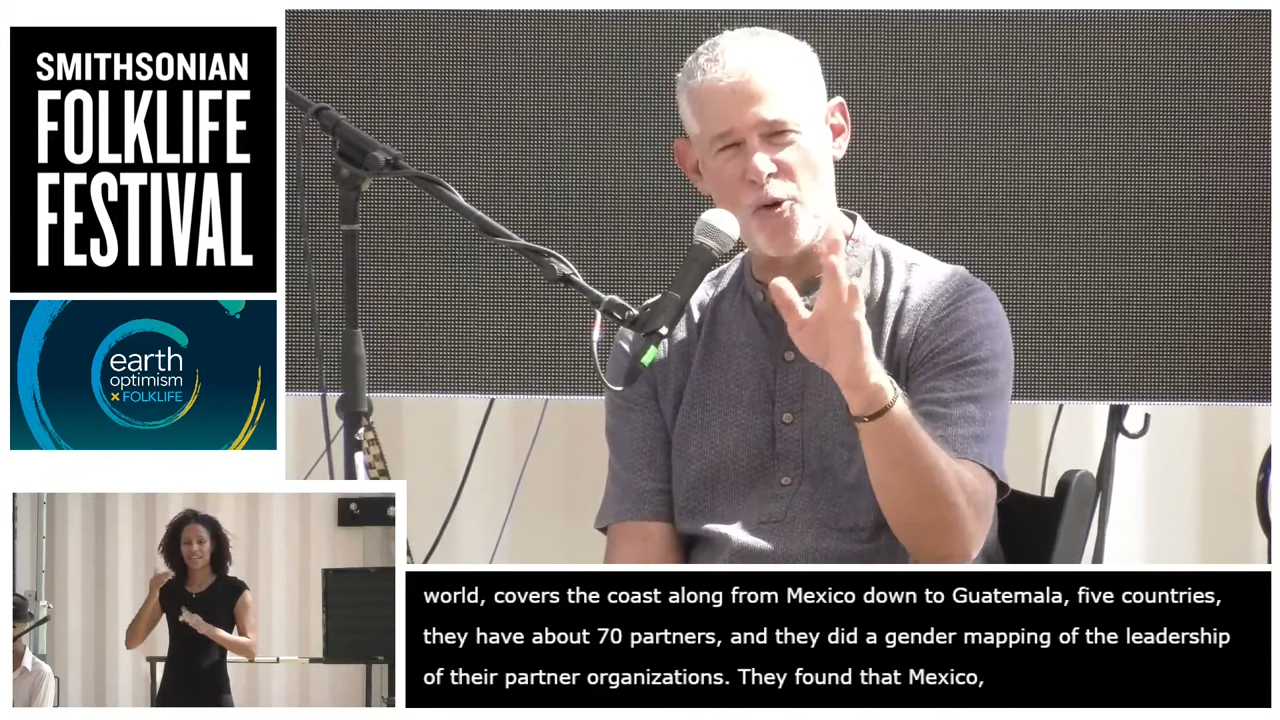 SMITHSONIAN
FOLKLIFE
FESTIVAL
earth
optimism
× FOLKLIFE
world, covers the coast along from Mexico down to Guatemala, five countries,
they have about 70 partners, and they did a gender mapping of the leadership
of their partner organizations. They found that Mexico,